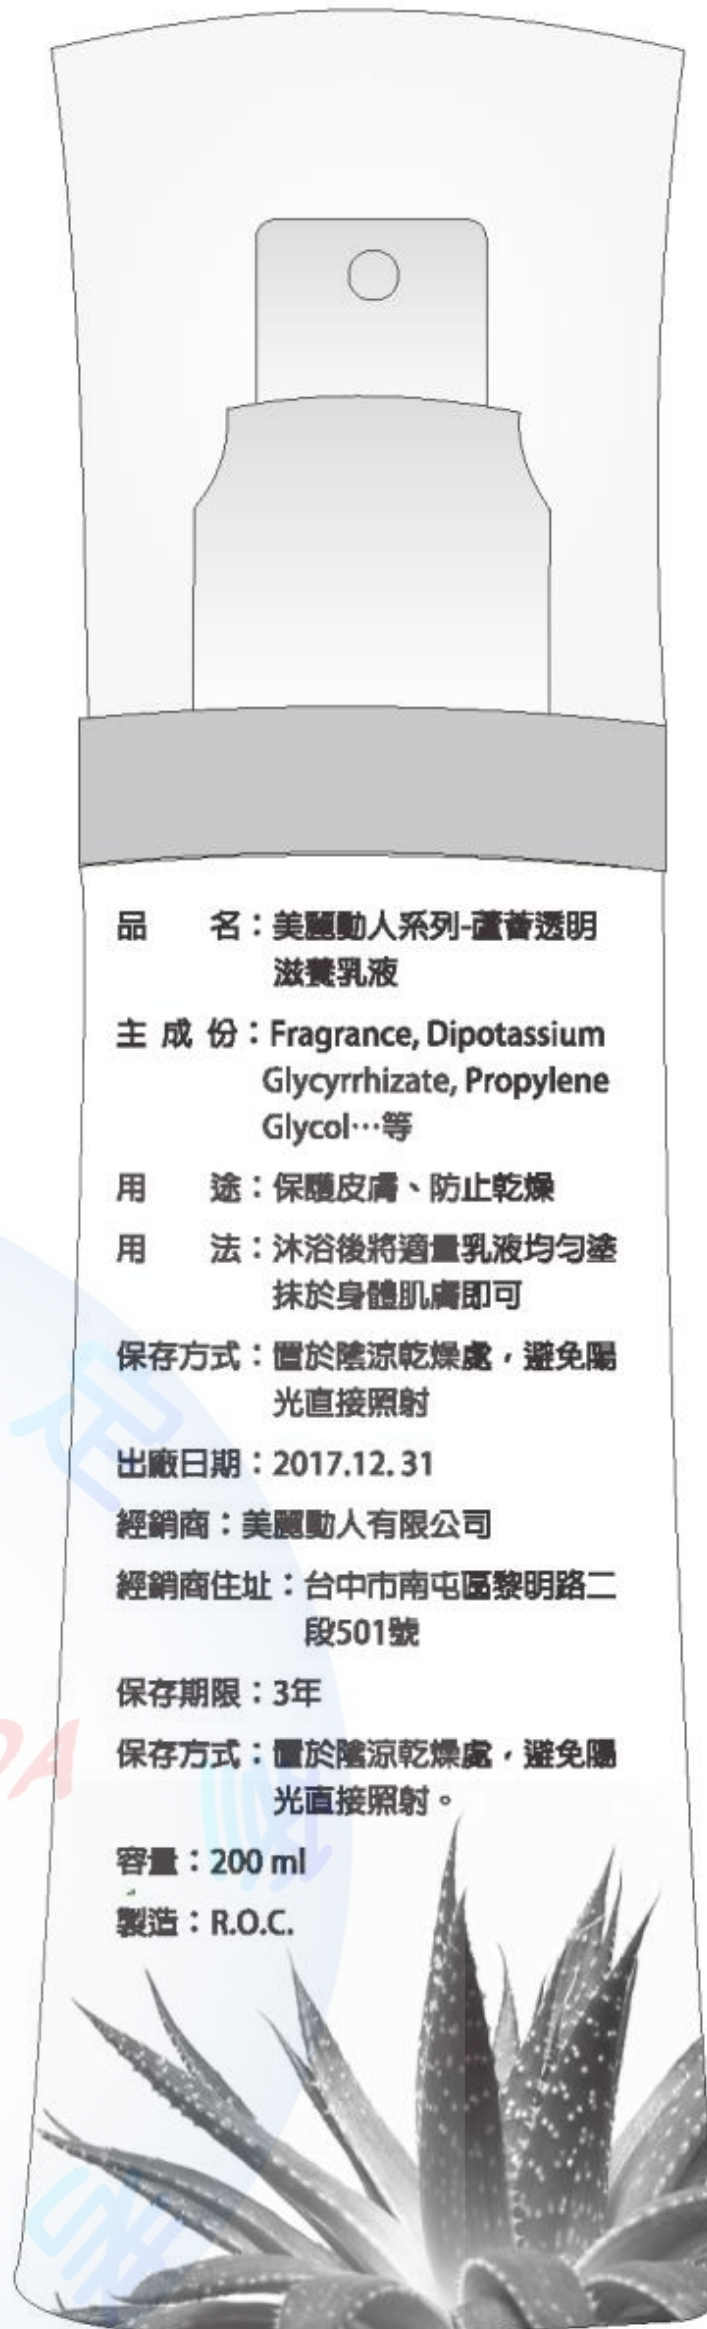 品　　名：美麗動人系列-蘆薈透明
滋養乳液
主 成 份：Fragrance, Dipotassium
Glycyrrhizate, Propylene
Glycol…等
用　　途：保護皮膚、防止乾燥
用　　法：沐浴後將適量乳液均勻塗
抹於身體肌膚即可
保存方式：置於陰涼乾燥處，避免陽
光直接照射
出廠日期：2017.12. 31
經銷商：美麗動人有限公司
經銷商住址：台中市南屯區黎明路二
段501號
保存期限：3年
保存方式：置於陰涼乾燥處，避免陽
光直接照射。
容量：200 ml
製造：R.O.C.